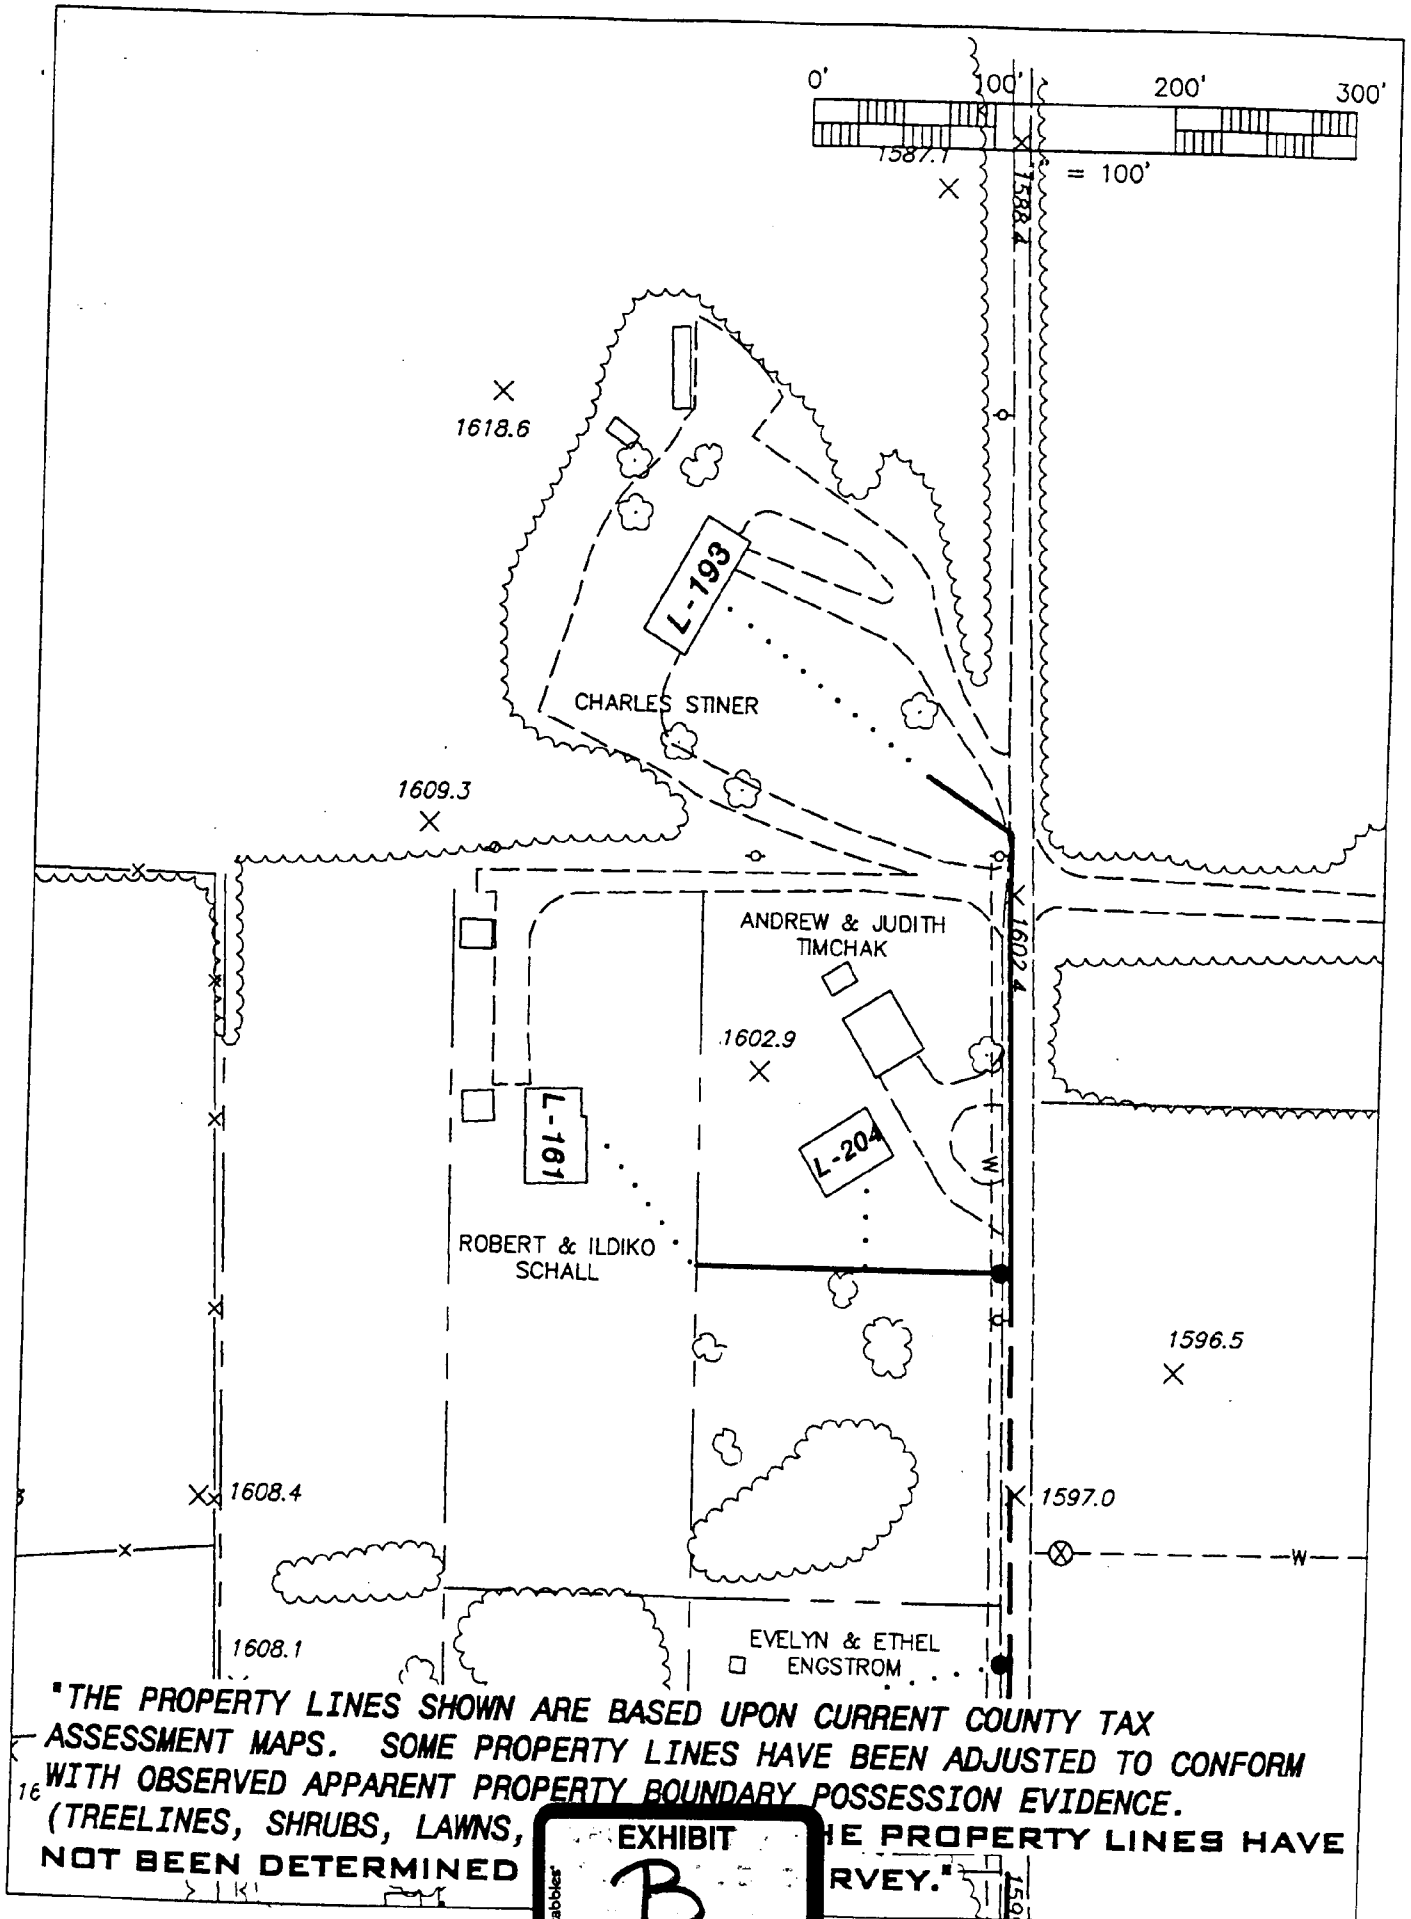 0' 100' 200' 300'
= 100'
1587.1
1588.4
1618.6
L-193
CHARLES STINER
1609.3
ANDREW & JUDITH
TIMCHAK
1602.4
1602.9
L-161
L-204
W
ROBERT & ILDIKO
SCHALL
1596.5
1608.4
1597.0
W
EVELYN & ETHEL
ENGSTROM
1608.1
"THE PROPERTY LINES SHOWN ARE BASED UPON CURRENT COUNTY TAX
ASSESSMENT MAPS. SOME PROPERTY LINES HAVE BEEN ADJUSTED TO CONFORM
16 WITH OBSERVED APPARENT PROPERTY BOUNDARY POSSESSION EVIDENCE.
(TREELINES, SHRUBS, LAWNS, HE PROPERTY LINES HAVE
NOT BEEN DETERMINED RVEY."
EXHIBIT
B
abbies'
159